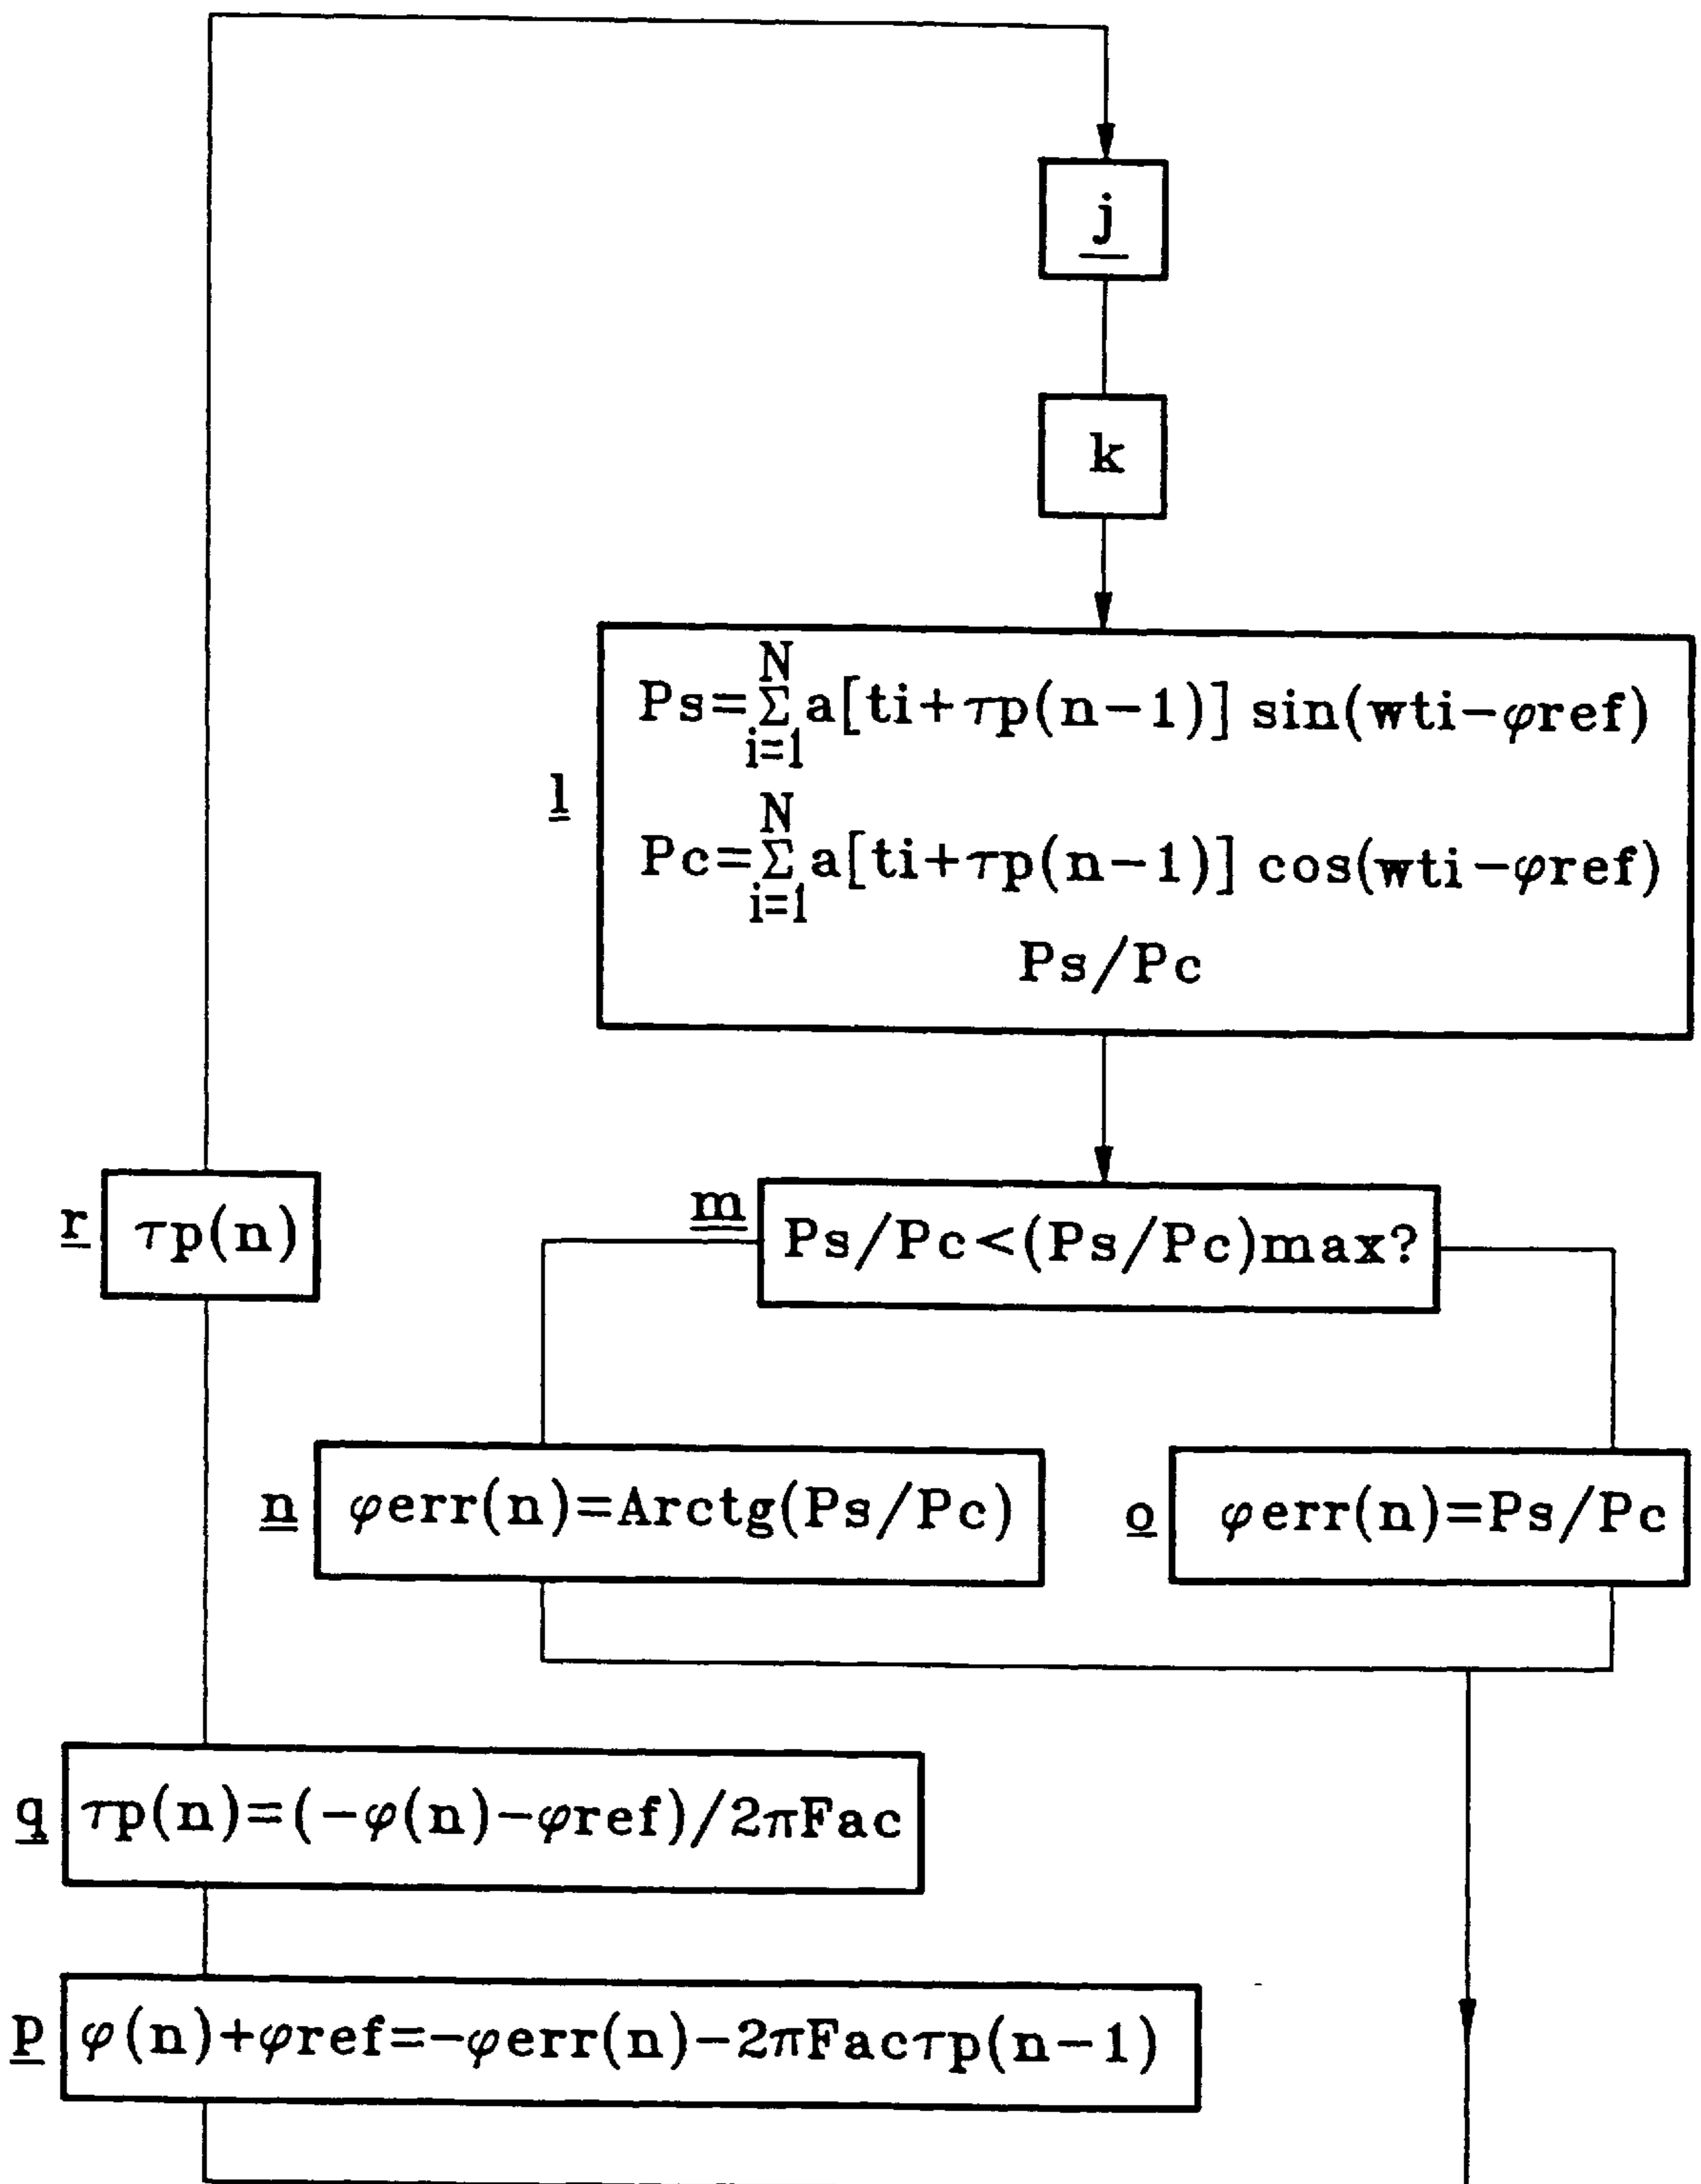 j
k
l
Ps=Σ a[ti+τp(n-1)] sin(wti-φref)
N
i=1
Pc=Σ a[ti+τp(n-1)] cos(wti-φref)
N
i=1
Ps/Pc
r
τp(n)
m
Ps/Pc<(Ps/Pc)max?
n
φerr(n)=Arctg(Ps/Pc)
o
φerr(n)=Ps/Pc
q
τp(n)=(-φ(n)-φref)/2πFac
p
φ(n)+φref=-φerr(n)-2πFacτp(n-1)